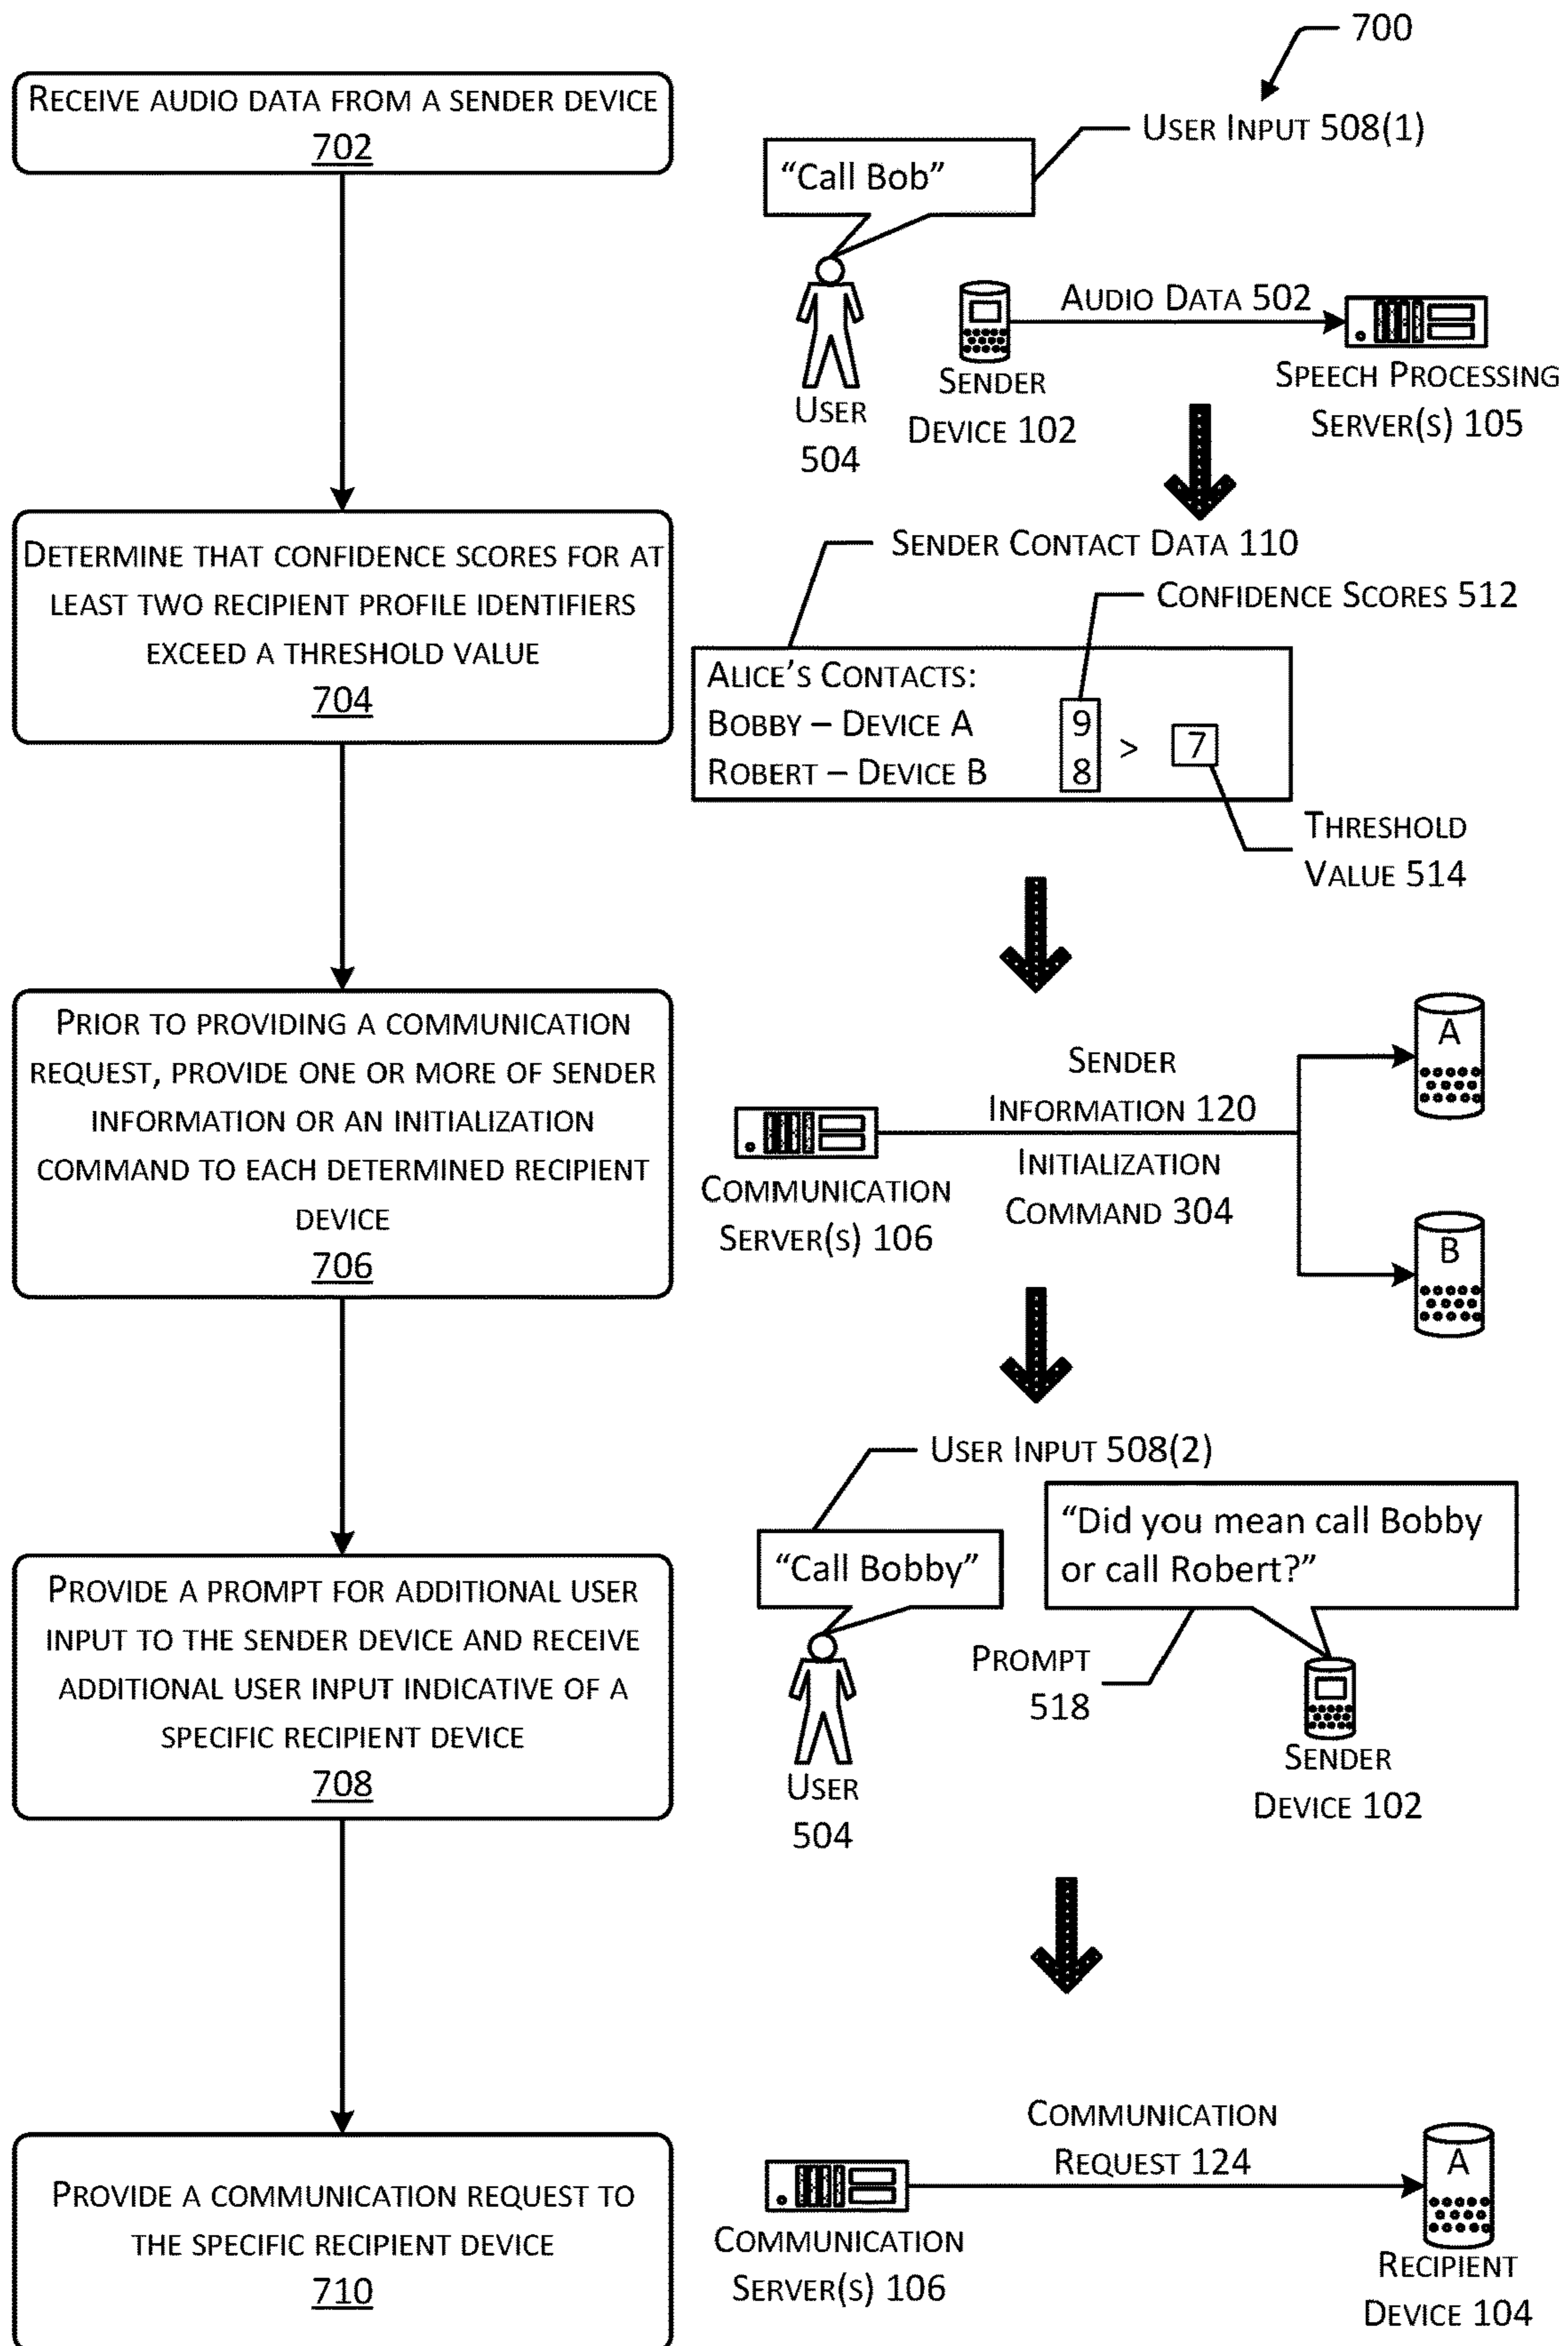 700
RECEIVE AUDIO DATA FROM A SENDER DEVICE
702
USER INPUT 508(1)
“Call Bob”
AUDIO DATA 502
USER
504
SENDER
DEVICE 102
SPEECH PROCESSING
SERVER(S) 105
DETERMINE THAT CONFIDENCE SCORES FOR AT
LEAST TWO RECIPIENT PROFILE IDENTIFIERS
EXCEED A THRESHOLD VALUE
704
SENDER CONTACT DATA 110
CONFIDENCE SCORES 512
ALICE’S CONTACTS:
BOBBY – DEVICE A 9
ROBERT – DEVICE B 8
> 7
THRESHOLD
VALUE 514
PRIOR TO PROVIDING A COMMUNICATION
REQUEST, PROVIDE ONE OR MORE OF SENDER
INFORMATION OR AN INITIALIZATION
COMMAND TO EACH DETERMINED RECIPIENT
DEVICE
706
COMMUNICATION
SERVER(S) 106
SENDER
INFORMATION 120
INITIALIZATION
COMMAND 304
A
B
PROVIDE A PROMPT FOR ADDITIONAL USER
INPUT TO THE SENDER DEVICE AND RECEIVE
ADDITIONAL USER INPUT INDICATIVE OF A
SPECIFIC RECIPIENT DEVICE
708
USER INPUT 508(2)
“Call Bobby”
“Did you mean call Bobby
or call Robert?”
USER
504
PROMPT
518
SENDER
DEVICE 102
PROVIDE A COMMUNICATION REQUEST TO
THE SPECIFIC RECIPIENT DEVICE
710
COMMUNICATION
SERVER(S) 106
COMMUNICATION
REQUEST 124
A
RECIPIENT
DEVICE 104